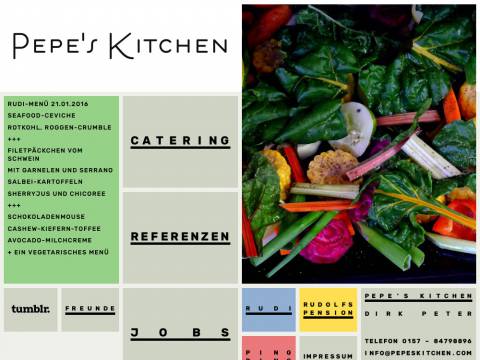 Pepe's Kitchen
RUDI-MENÜ 21.01.2016
SEAFOOD-CEVICHE
ROTKOHL, ROGGEN-CRUMBLE
+++
FILETPÄCKCHEN VOM
SCHWEIN
MIT GARNELEN UND SERRANO
SALBEI-KARTOFFELN
SHERRYJUS UND CHICOREE
+++
SCHOKOLADENMOUSE
CASHEW-KIEFERN-TOFFEE
AVOCADO-MILCHCREME
+ EIN VEGETARISCHES MENÜ
CATERING
REFERENZEN
JOBS
tumblr.
FREUNDE
RUDI
RUDOLFS
PENSION
PING
IMPRESSUM
PEPE'S KITCHEN
DIRK PETER
TELEFON 0157 - 84798896
INFO@PEPESKITCHEN.COM